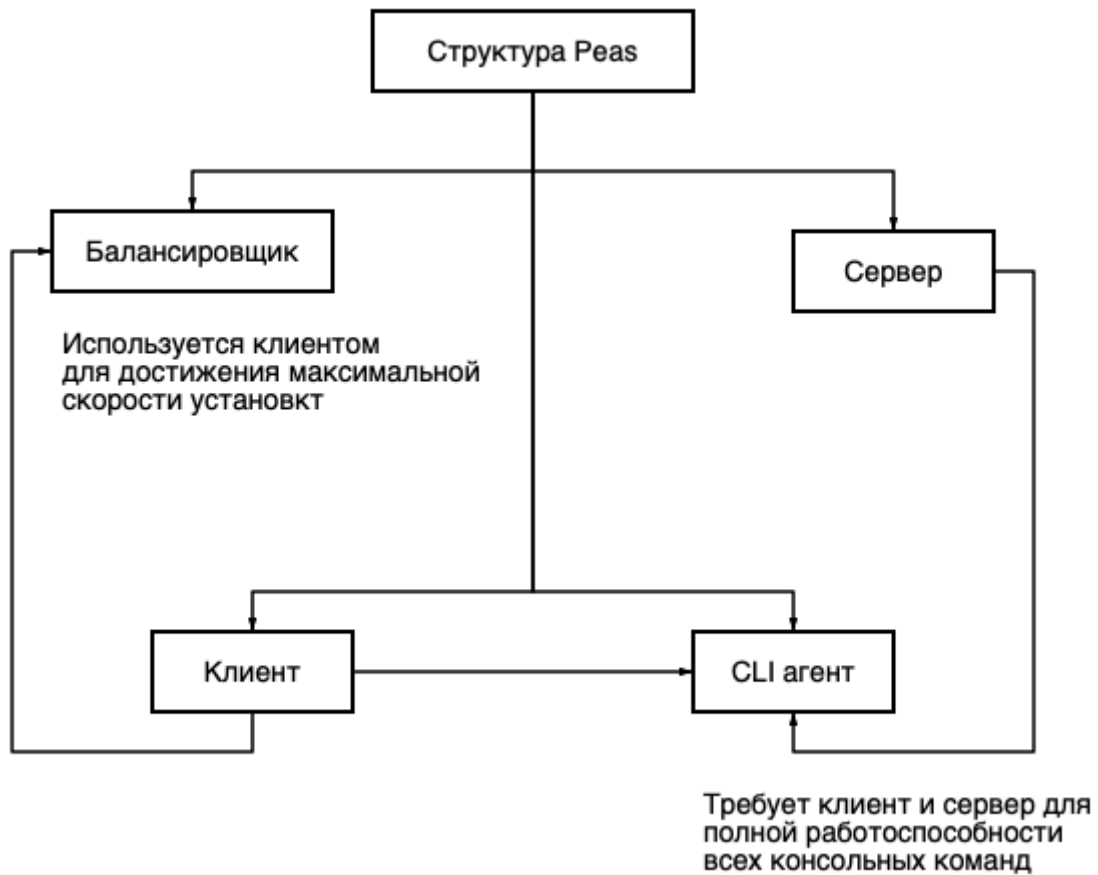 Структура Peas
Балансировщик
Сервер
Используется клиентом
для достижения максимальной
скорости установкт
Клиент
CLI агент
Требует клиент и сервер для
полной работоспособности
всех консольных команд